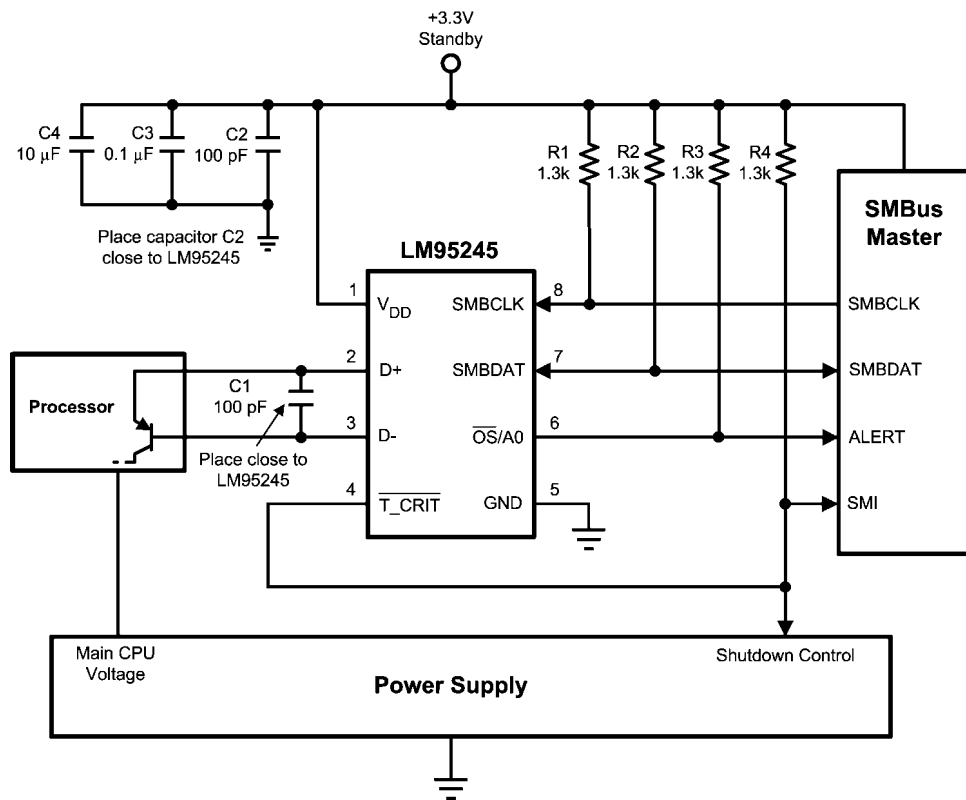 +3.3V
Standby
C4
10 μF
C3
0.1 μF
C2
100 pF
R1
1.3k
R2
1.3k
R3
1.3k
R4
1.3k
Place capacitor C2
close to LM95245
LM95245
SMBus
Master
1
VDD
SMBCLK
8
SMBCLK
2
D+
SMBDAT
7
SMBDAT
Processor
C1
100 pF
3
D-
OS/A0
6
ALERT
Place close to
LM95245
4
T_CRIT
GND
5
SMI
Main CPU
Voltage
Shutdown Control
Power Supply